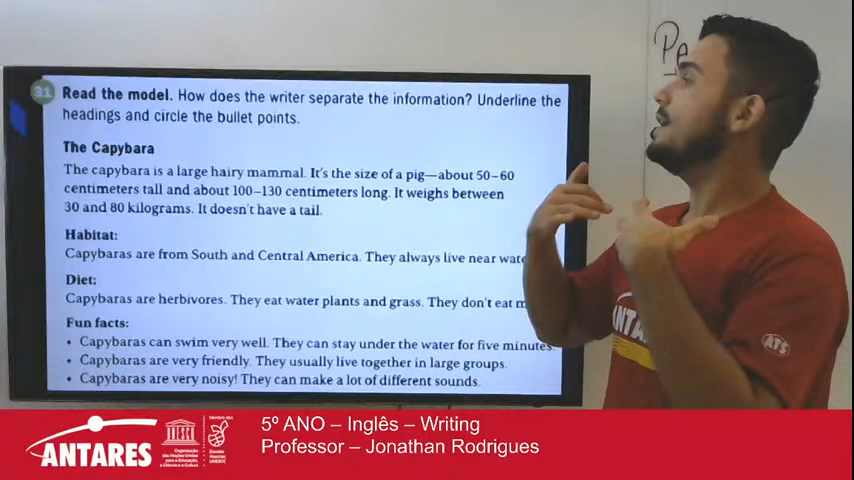 31 Read the model. How does the writer separate the information? Underline the
headings and circle the bullet points.
The Capybara
The capybara is a large hairy mammal. It's the size of a pig—about 50–60
centimeters tall and about 100–130 centimeters long. It weighs between
30 and 80 kilograms. It doesn't have a tail.
Habitat:
Capybaras are from South and Central America. They always live near
Diet:
Capybaras are herbivores. They eat water plants and grass. They don't eat
Fun facts:
• Capybaras can swim very well. They can stay under the water for five minutes.
• Capybaras are very friendly. They usually live together in large groups.
• Capybaras are very noisy! They can make a lot of different sounds.
ATS
ANTARES
UNESCO
5º ANO – Inglês – Writing
Professor – Jonathan Rodrigues